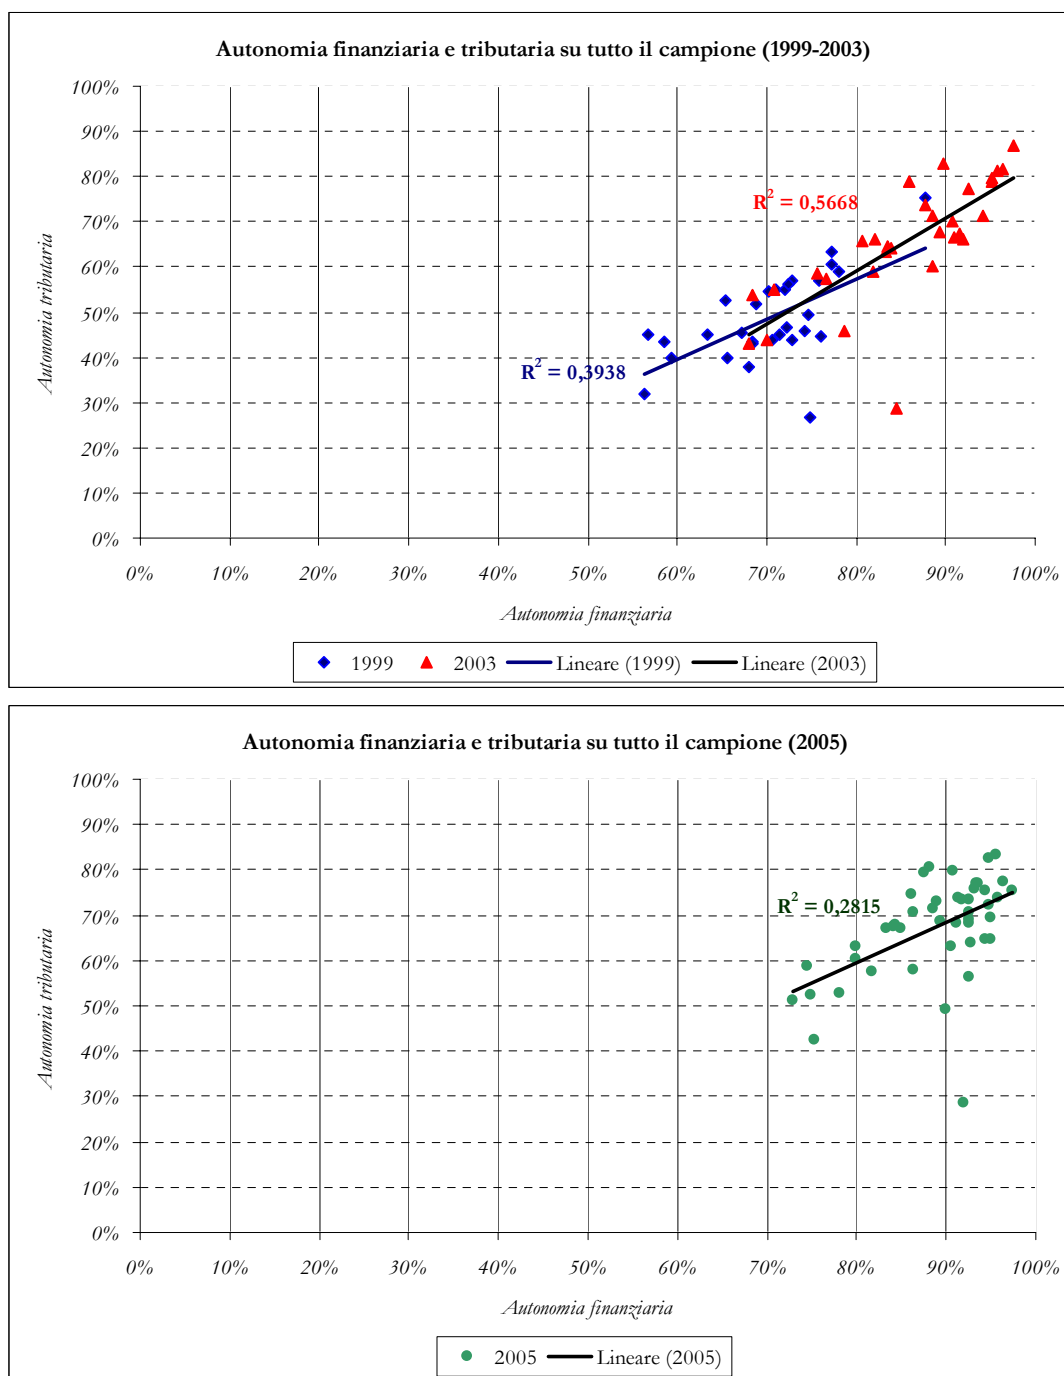 Autonomia finanziaria e tributaria su tutto il campione (1999-2003)
100%
90%
80%
70%
60%
50%
40%
30%
20%
10%
0%
Autonomia tributaria
R² = 0,5668
R² = 0,3938
0% 10% 20% 30% 40% 50% 60% 70% 80% 90% 100%
Autonomia finanziaria
1999 2003 Lineare (1999) Lineare (2003)
Autonomia finanziaria e tributaria su tutto il campione (2005)
100%
90%
80%
70%
60%
50%
40%
30%
20%
10%
0%
Autonomia tributaria
R² = 0,2815
0% 10% 20% 30% 40% 50% 60% 70% 80% 90% 100%
Autonomia finanziaria
2005 Lineare (2005)